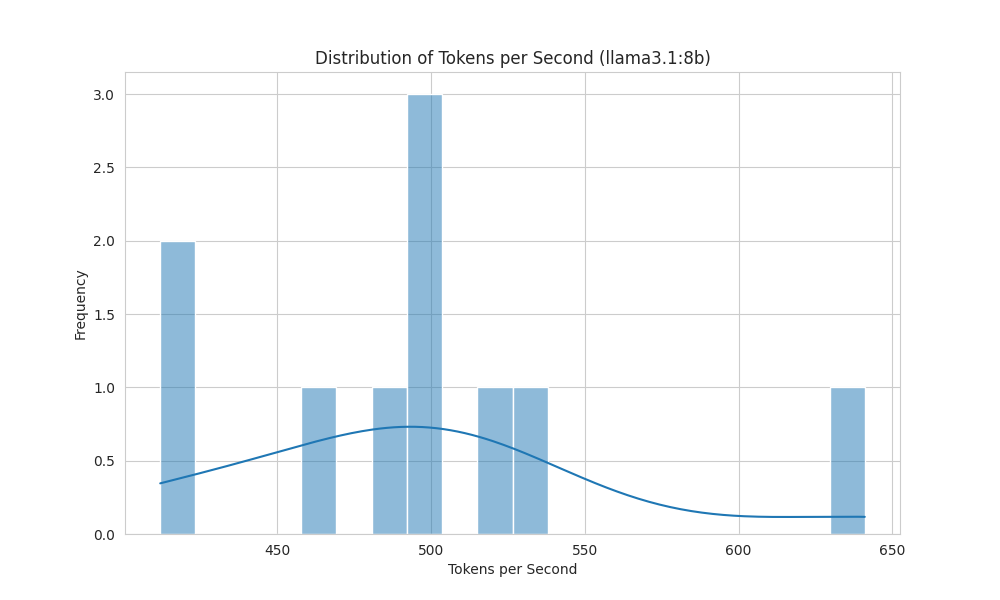 Distribution of Tokens per Second (llama3.1:8b)
3.0
2.5
2.0
1.5
1.0
0.5
0.0
Frequency
450 500 550 600 650
Tokens per Second